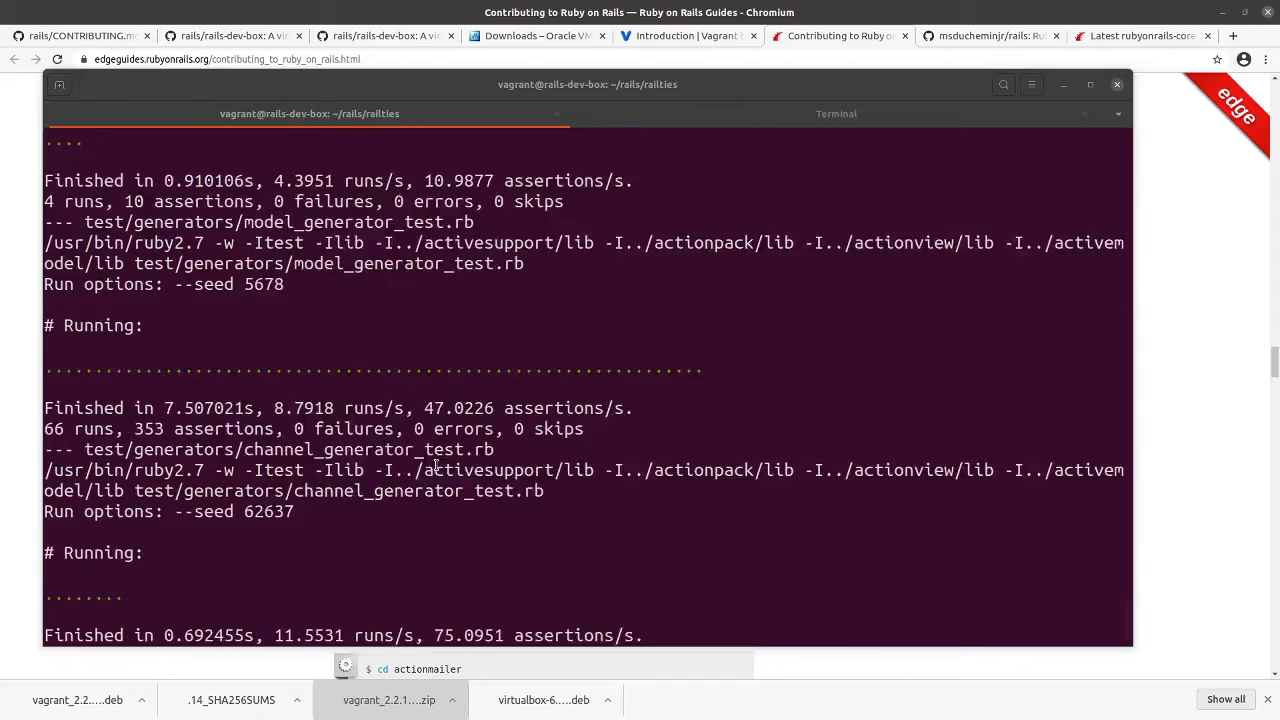 Contributing to Ruby on Rails — Ruby on Rails Guides - Chromium
rails/CONTRIBUTING.m
rails/rails-dev-box: A vi
rails/rails-dev-box: A vi
Downloads – Oracle VM
Introduction | Vagrant b
Contributing to Ruby o
msducheminjr/rails: Ru
Latest rubyonrails-core
edgeguides.rubyonrails.org/contributing_to_ruby_on_rails.html
edge
vagrant@rails-dev-box: ~/rails/railties
vagrant@rails-dev-box: ~/rails/railties
Terminal
....
Finished in 0.910106s, 4.3951 runs/s, 10.9877 assertions/s.
4 runs, 10 assertions, 0 failures, 0 errors, 0 skips
--- test/generators/model_generator_test.rb
/usr/bin/ruby2.7 -w -Itest -Ilib -I../activesupport/lib -I../actionpack/lib -I../actionview/lib -I../activem
odel/lib test/generators/model_generator_test.rb
Run options: --seed 5678
# Running:
..................................................................
Finished in 7.507021s, 8.7918 runs/s, 47.0226 assertions/s.
66 runs, 353 assertions, 0 failures, 0 errors, 0 skips
--- test/generators/channel_generator_test.rb
/usr/bin/ruby2.7 -w -Itest -Ilib -I../activesupport/lib -I../actionpack/lib -I../actionview/lib -I../activem
odel/lib test/generators/channel_generator_test.rb
Run options: --seed 62637
# Running:
........
Finished in 0.692455s, 11.5531 runs/s, 75.0951 assertions/s.
$ cd actionmailer
vagrant_2.2.....deb
.14_SHA256SUMS
vagrant_2.2.1....zip
virtualbox-6.....deb
Show all